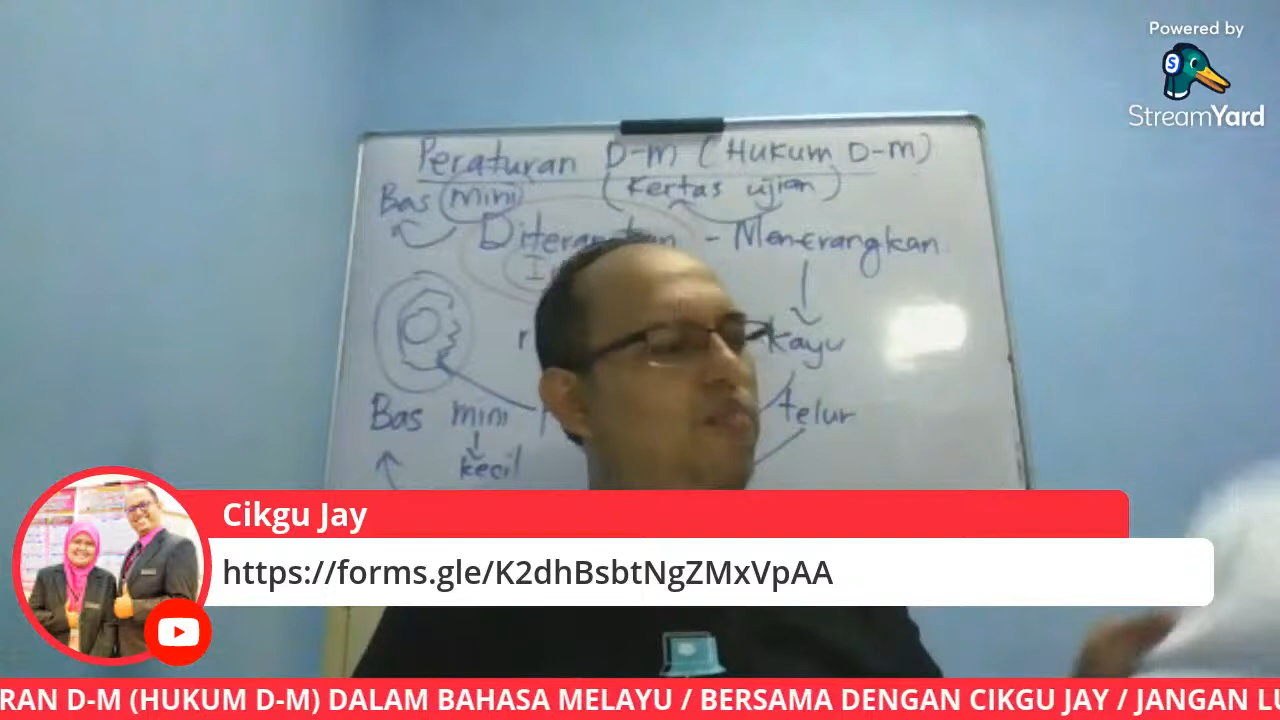 Powered by
StreamYard
Peraturan D-M (Hukum D-M)
Bas mini (Kertas ujian)
- Menerangkan
kayu
Bas mini telur
kecil
Cikgu Jay
https://forms.gle/K2dhBsbtNgZMxVpAA
RAN D-M (HUKUM D-M) DALAM BAHASA MELAYU / BERSAMA DENGAN CIKGU JAY / JANGAN LU